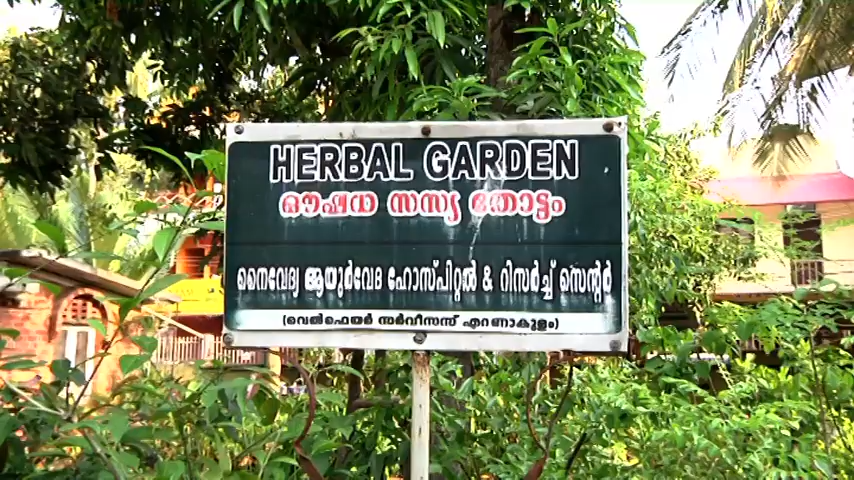 HERBAL GARDEN
ഔഷധ സസ്യ തോട്ടം
നൈവേദ്യ ആയുർവേദ ഹോസ്പിറ്റൽ & റിസർച്ച് സെന്റർ
(വെൽഫെയർ സർവീസസ് എറണാകുളം)